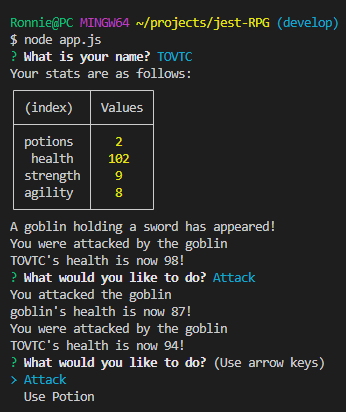 Ronnie@PC MINGW64 ~/projects/jest-RPG (develop)
$ node app.js
? What is your name? TOVTC
Your stats are as follows:
(index) Values
potions 2
health 102
strength 9
agility 8
A goblin holding a sword has appeared!
You were attacked by the goblin
TOVTC's health is now 98!
? What would you like to do? Attack
You attacked the goblin
goblin's health is now 87!
You were attacked by the goblin
TOVTC's health is now 94!
? What would you like to do? (Use arrow keys)
> Attack
Use Potion